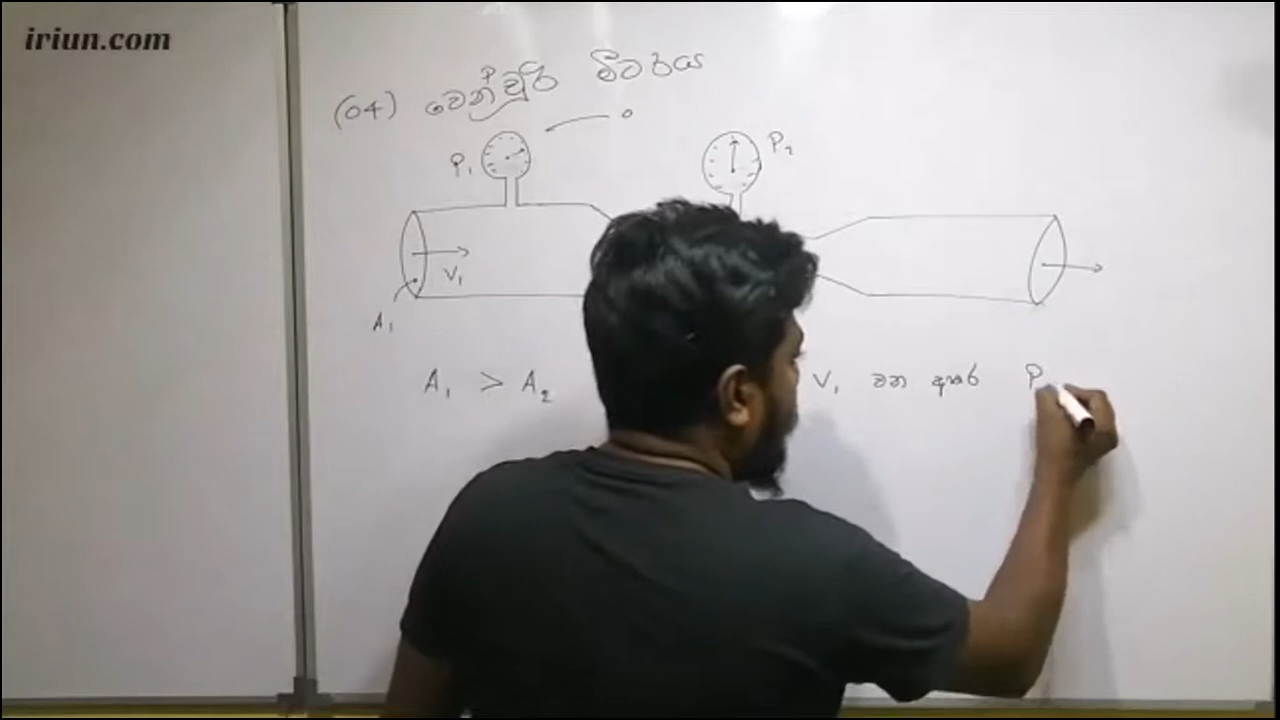 iriun.com
(04) වෙන්චූරි මීටරය
P₁
P₂
V₁
A₁
A₁ > A₂ V₁ වන අතර P